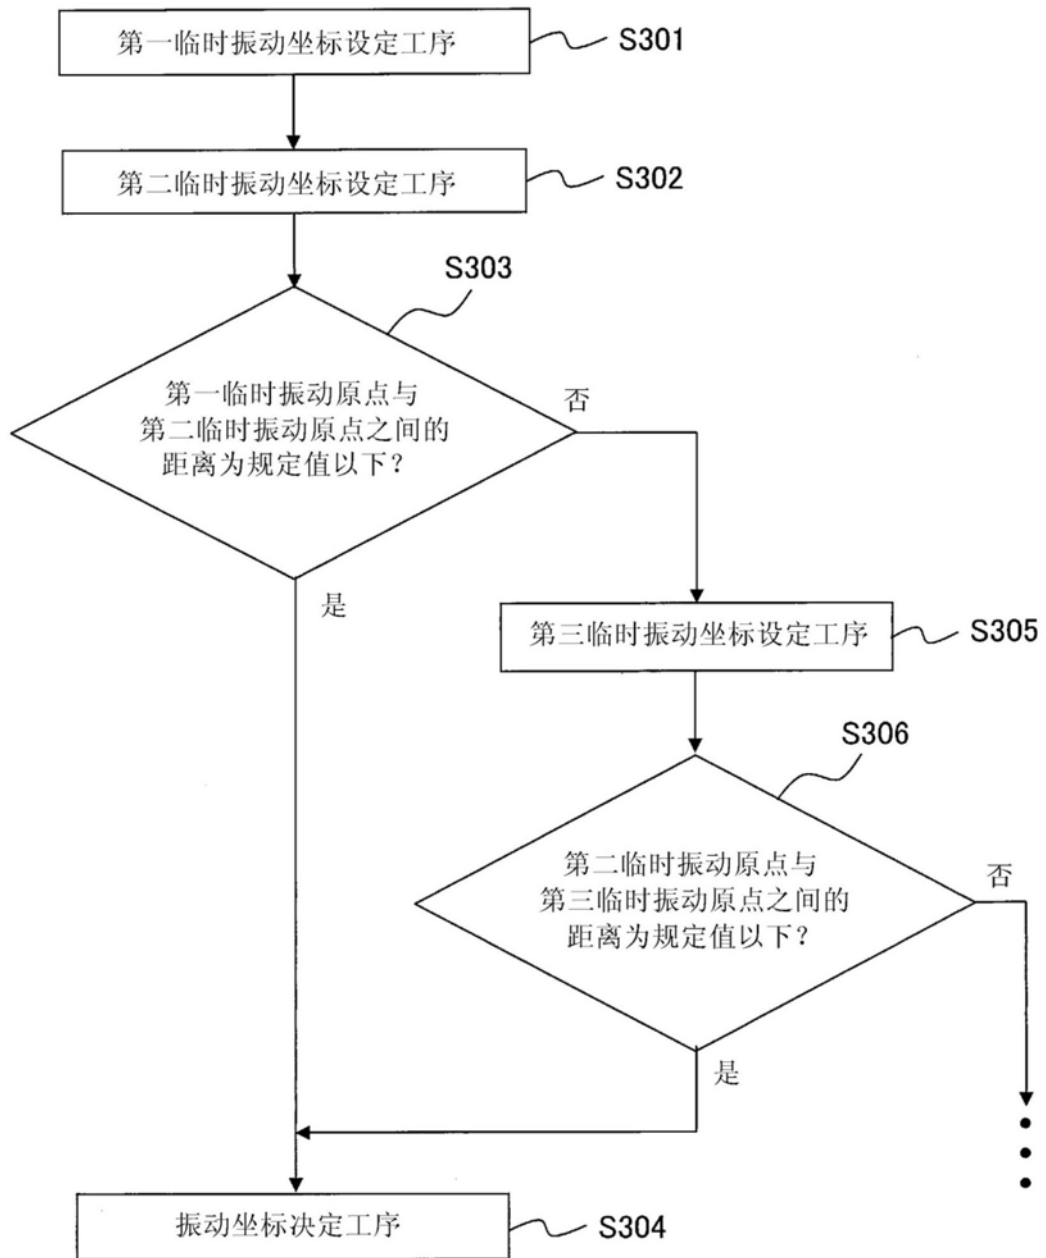 第一临时振动坐标设定工序
S301
第二临时振动坐标设定工序
S302
S303
第一临时振动原点与
第二临时振动原点之间的
距离为规定值以下？
否
是
第三临时振动坐标设定工序
S305
S306
第二临时振动原点与
第三临时振动原点之间的
距离为规定值以下？
否
是
振动坐标决定工序
S304